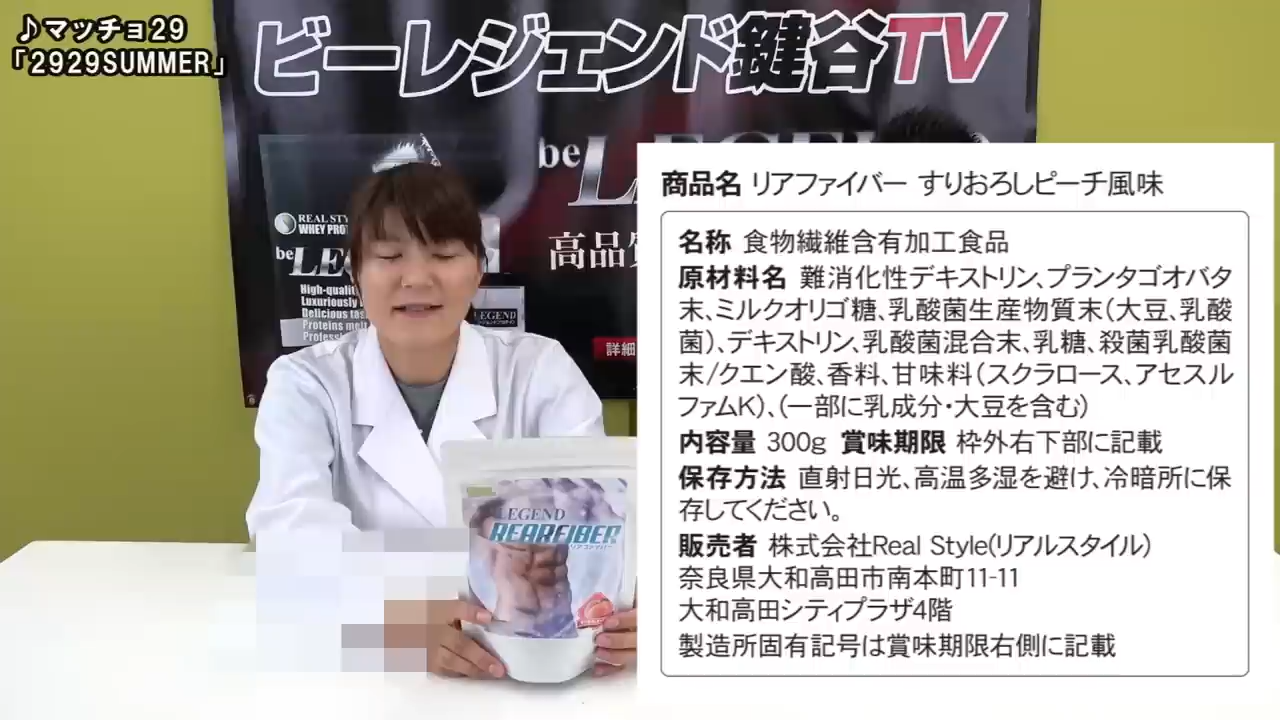 ♪マッチョ29
「2929SUMMER」
ビーレジェンド鍵谷TV
be LEGEN
REAL STY
WHEY PROT
be LE
High-quali
Luxuriously
Delicious tas
Proteins melt
Profess
LEGEND
高品質
詳細
LEGEND
REARFIBER
リアファイバー
商品名 リアファイバー すりおろしピーチ風味
名称 食物繊維含有加工食品
原材料名 難消化性デキストリン、プランタゴオバタ
末、ミルクオリゴ糖、乳酸菌生産物質末(大豆、乳酸
菌)、デキストリン、乳酸菌混合末、乳糖、殺菌乳酸菌
末/クエン酸、香料、甘味料(スクラロース、アセスル
ファムK)、(一部に乳成分・大豆を含む)
内容量 300g 賞味期限 枠外右下部に記載
保存方法 直射日光、高温多湿を避け、冷暗所に保
存してください。
販売者 株式会社Real Style(リアルスタイル)
奈良県大和高田市南本町11-11
大和高田シティプラザ4階
製造所固有記号は賞味期限右側に記載